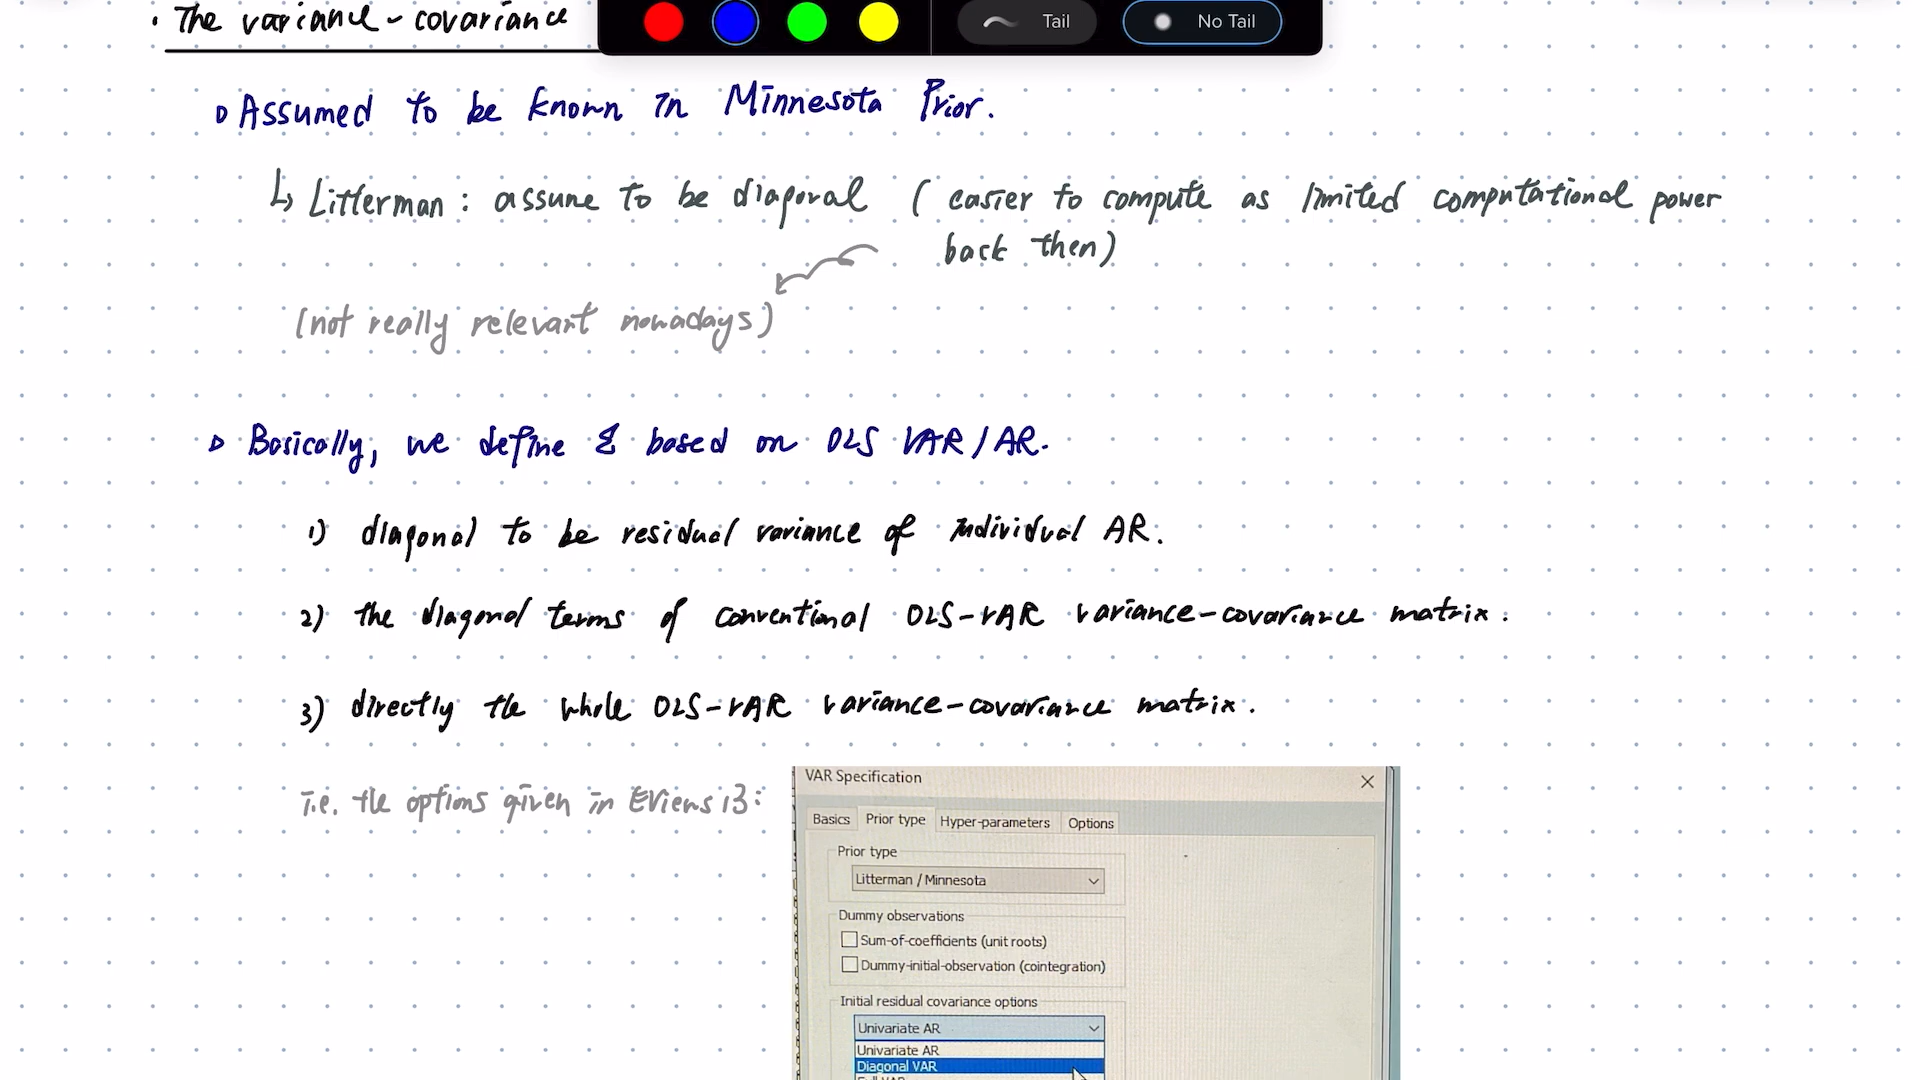 • The variance-covariance
Tail
No Tail
Assumed to be known in Minnesota Prior.
↳ Litterman: assume to be diagonal (easier to compute as limited computational power
back then)
(not really relevant nowadays)
Basically, we define Σ based on OLS VAR/AR.
1) diagonal to be residual variance of individual AR.
2) the diagonal terms of conventional OLS-VAR variance-covariance matrix.
3) directly the whole OLS-VAR variance-covariance matrix.
i.e. the options given in EViews 13:
VAR Specification
Basics Prior type Hyper-parameters Options
Prior type
Litterman / Minnesota
Dummy observations
Sum-of-coefficients (unit roots)
Dummy-initial-observation (cointegration)
Initial residual covariance options
Univariate AR
Univariate AR
Diagonal VAR